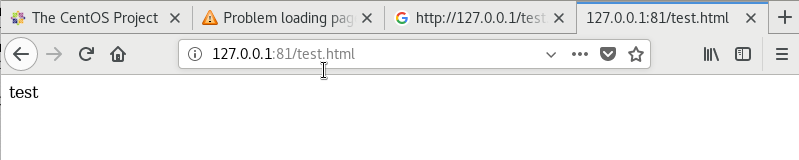 The CentOS Project
Problem loading pag
http://127.0.0.1/test
127.0.0.1:81/test.html
127.0.0.1:81/test.html
test